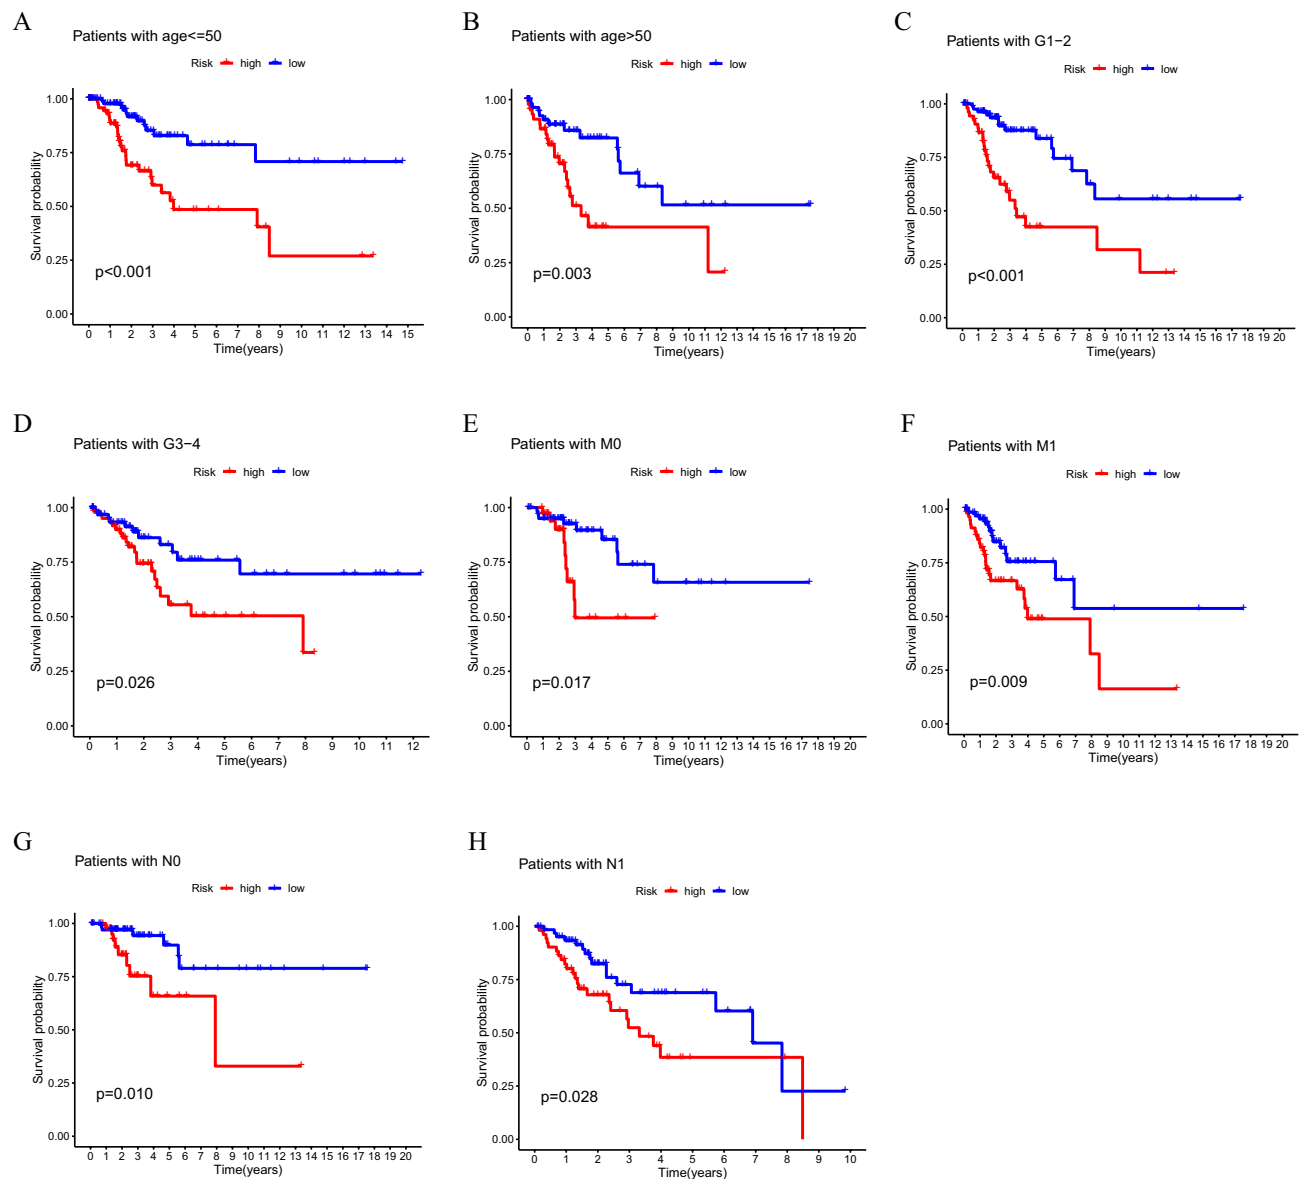 A
Patients with age<=50
Risk high low
Survival probability
1.00
0.75
0.50
0.25
0.00
p<0.001
0 1 2 3 4 5 6 7 8 9 10 11 12 13 14 15
Time(years)
B
Patients with age>50
Risk high low
Survival probability
1.00
0.75
0.50
0.25
0.00
p=0.003
0 1 2 3 4 5 6 7 8 9 10 11 12 13 14 15 16 17 18 19 20
Time(years)
C
Patients with G1−2
Risk high low
Survival probability
1.00
0.75
0.50
0.25
0.00
p<0.001
0 1 2 3 4 5 6 7 8 9 10 11 12 13 14 15 16 17 18 19 20
Time(years)
D
Patients with G3−4
Risk high low
Survival probability
1.00
0.75
0.50
0.25
0.00
p=0.026
0 1 2 3 4 5 6 7 8 9 10 11 12
Time(years)
E
Patients with M0
Risk high low
Survival probability
1.00
0.75
0.50
0.25
0.00
p=0.017
0 1 2 3 4 5 6 7 8 9 10 11 12 13 14 15 16 17 18 19 20
Time(years)
F
Patients with M1
Risk high low
Survival probability
1.00
0.75
0.50
0.25
0.00
p=0.009
0 1 2 3 4 5 6 7 8 9 10 11 12 13 14 15 16 17 18 19 20
Time(years)
G
Patients with N0
Risk high low
Survival probability
1.00
0.75
0.50
0.25
0.00
p=0.010
0 1 2 3 4 5 6 7 8 9 10 11 12 13 14 15 16 17 18 19 20
Time(years)
H
Patients with N1
Risk high low
Survival probability
1.00
0.75
0.50
0.25
0.00
p=0.028
0 1 2 3 4 5 6 7 8 9 10
Time(years)